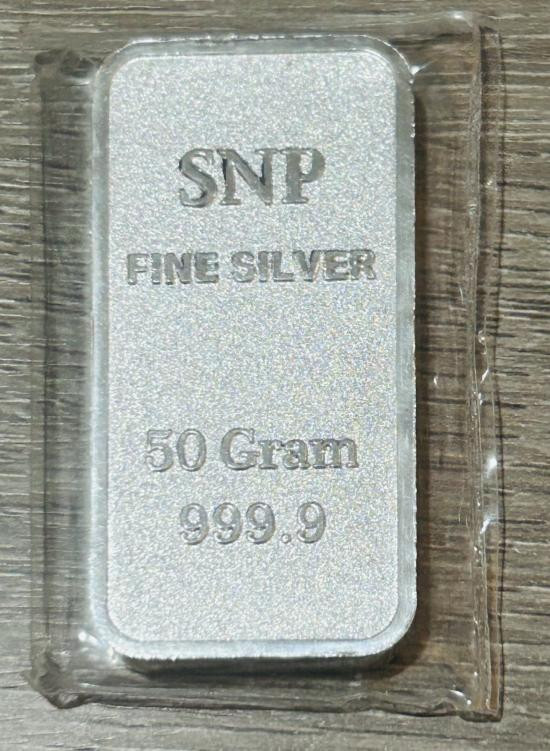 SNP
FINE SILVER
50 Gram
999.9